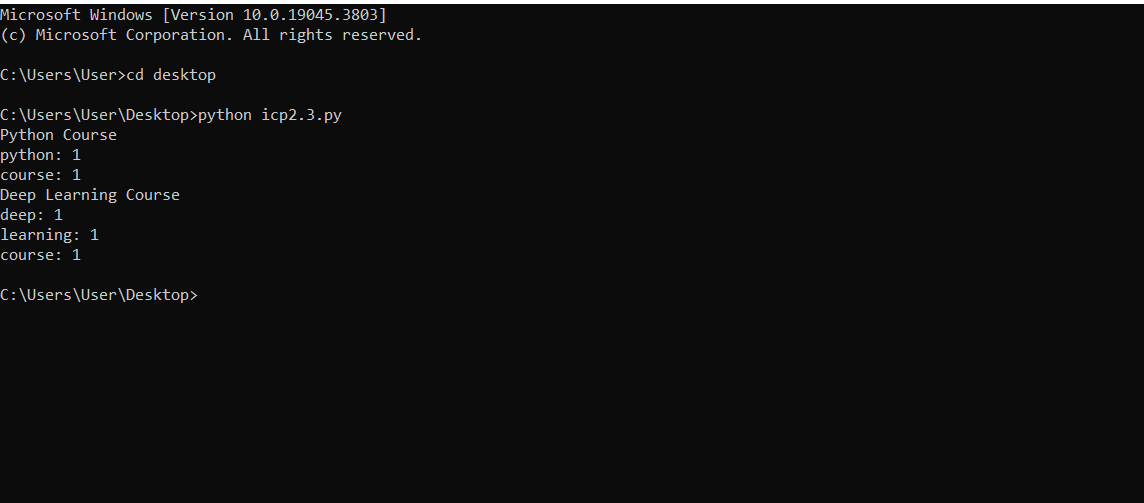 Microsoft Windows [Version 10.0.19045.3803]
(c) Microsoft Corporation. All rights reserved.
C:\Users\User>cd desktop
C:\Users\User\Desktop>python icp2.3.py
Python Course
python: 1
course: 1
Deep Learning Course
deep: 1
learning: 1
course: 1
C:\Users\User\Desktop>